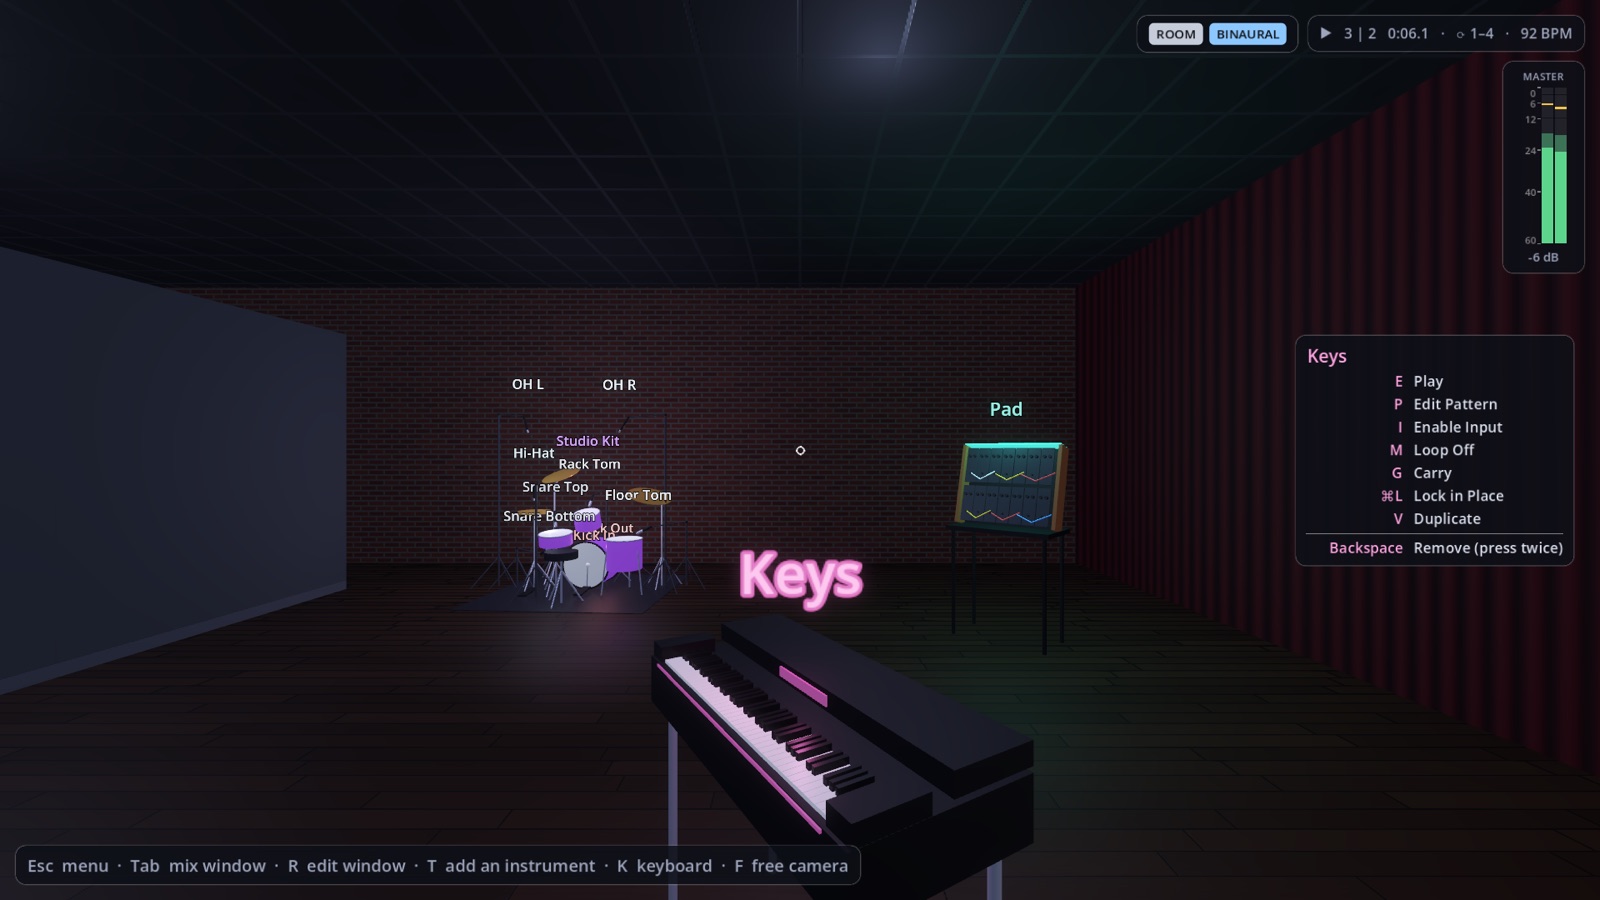 ROOM BINAURAL
3 | 2 0:06.1 · 1–4 · 92 BPM
MASTER
0
6
12
24
40
60
-6 dB
OH L OH R
Pad
Studio Kit
Hi-Hat
Rack Tom
Snare Top
Floor Tom
Snare Bottom
k Out
Kick In
Keys
Keys
E Play
P Edit Pattern
I Enable Input
M Loop Off
G Carry
⌘L Lock in Place
V Duplicate
Backspace Remove (press twice)
Esc menu · Tab mix window · R edit window · T add an instrument · K keyboard · F free camera